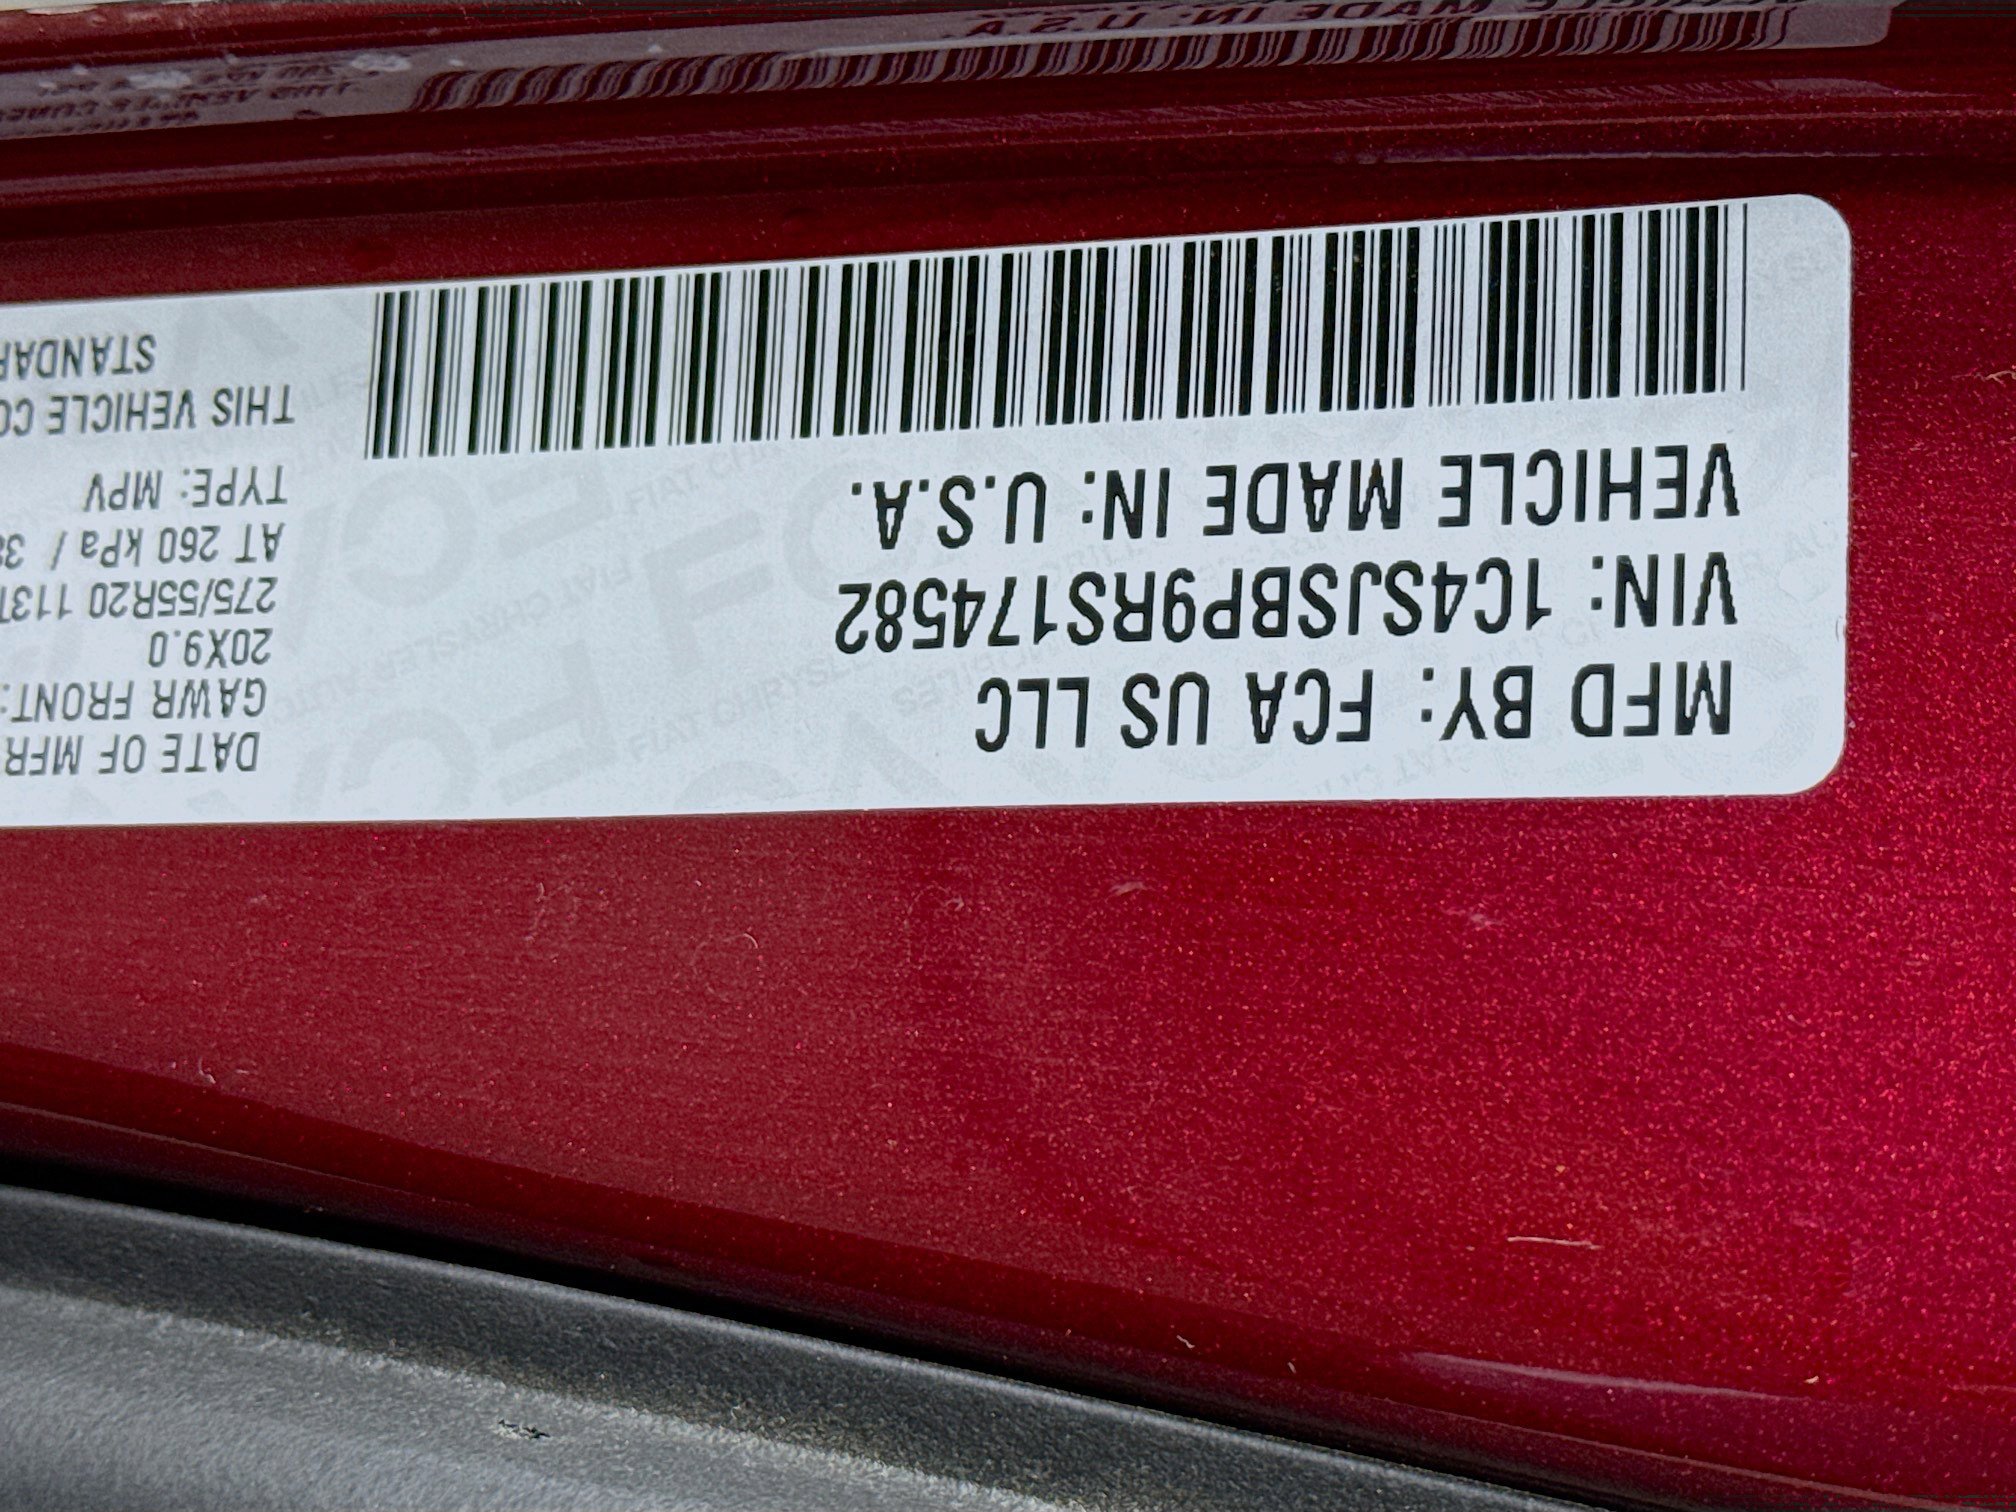 MFD BY: FCA US LLC
VIN: 1C4SJSBP9RS174582
VEHICLE MADE IN: U.S.A.
DATE OF MFR
GAWR FRONT:
20X9.0
275/55R20 113T
AT 260 kPa /
TYPE: MPV
THIS VEHICLE